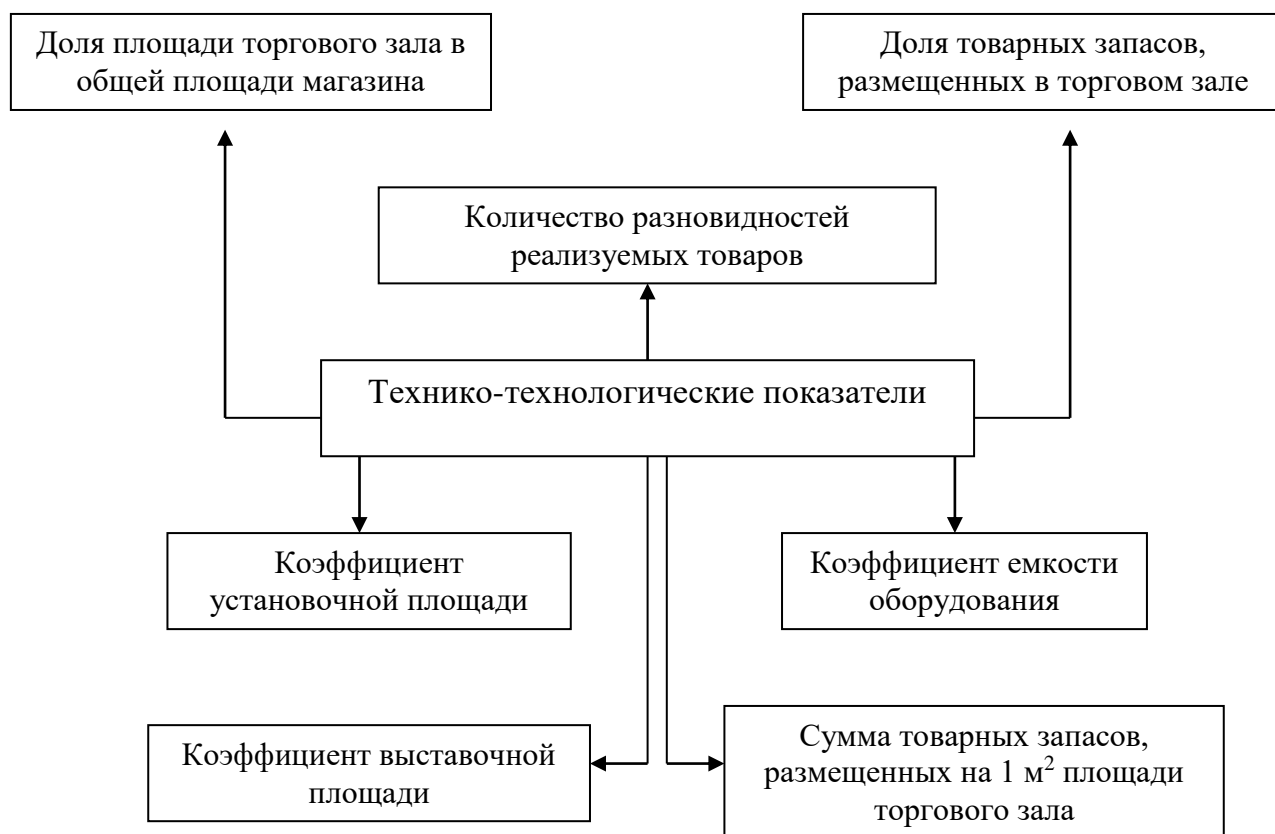 Доля площади торгового зала в
общей площади магазина
Доля товарных запасов,
размещенных в торговом зале
Количество разновидностей
реализуемых товаров
Технико-технологические показатели
Коэффициент
установочной площади
Коэффициент емкости
оборудования
Коэффициент выставочной
площади
Сумма товарных запасов,
размещенных на 1 м² площади
торгового зала